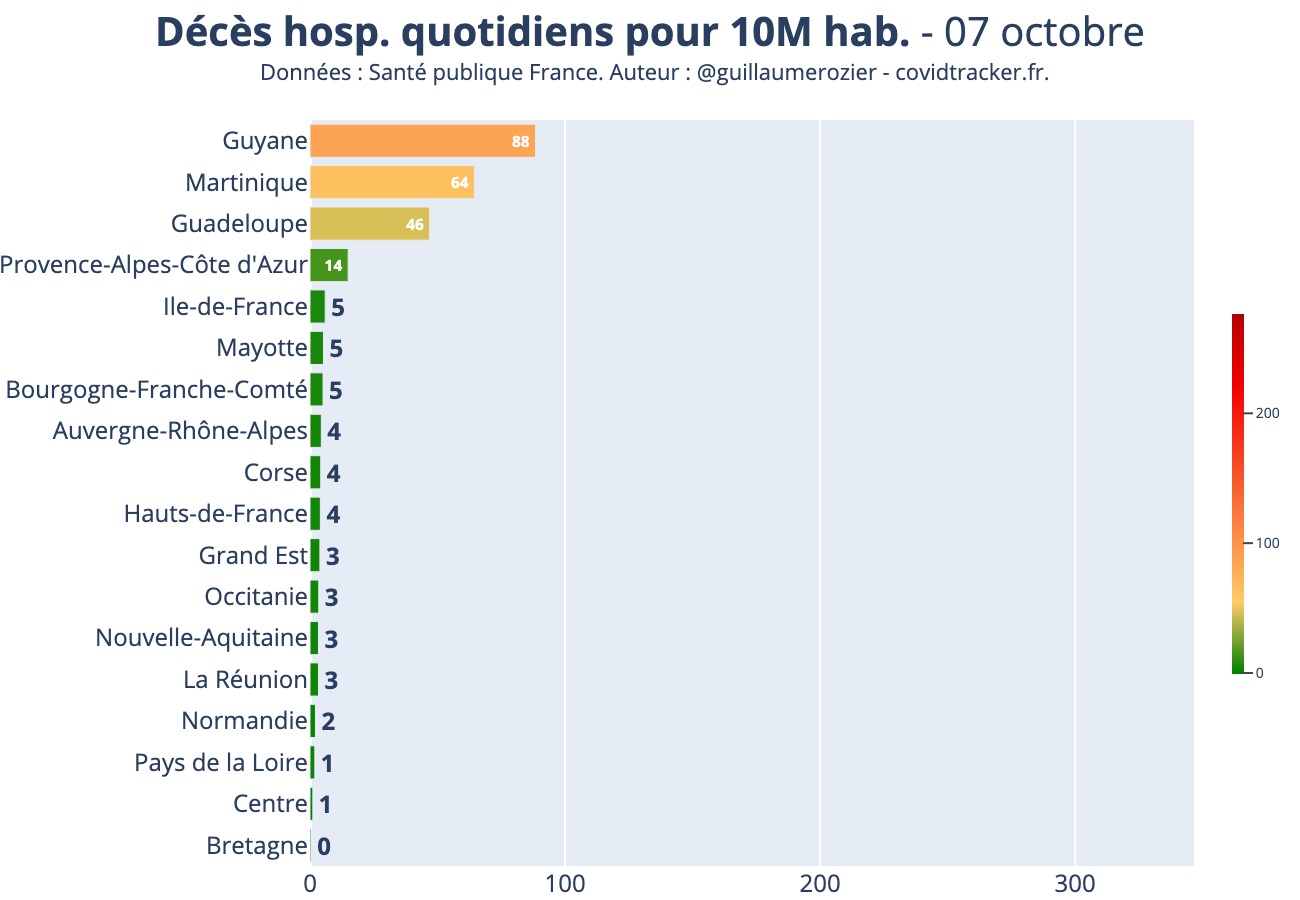 Décès hosp. quotidiens pour 10M hab. - 07 octobre
Données : Santé publique France. Auteur : @guillaumerozier - covidtracker.fr.
Guyane 88
Martinique 64
Guadeloupe 46
Provence-Alpes-Côte d'Azur 14
Ile-de-France 5
Mayotte 5
Bourgogne-Franche-Comté 5
Auvergne-Rhône-Alpes 4
Corse 4
Hauts-de-France 4
Grand Est 3
Occitanie 3
Nouvelle-Aquitaine 3
La Réunion 3
Normandie 2
Pays de la Loire 1
Centre 1
Bretagne 0
0 100 200 300
200
100
0